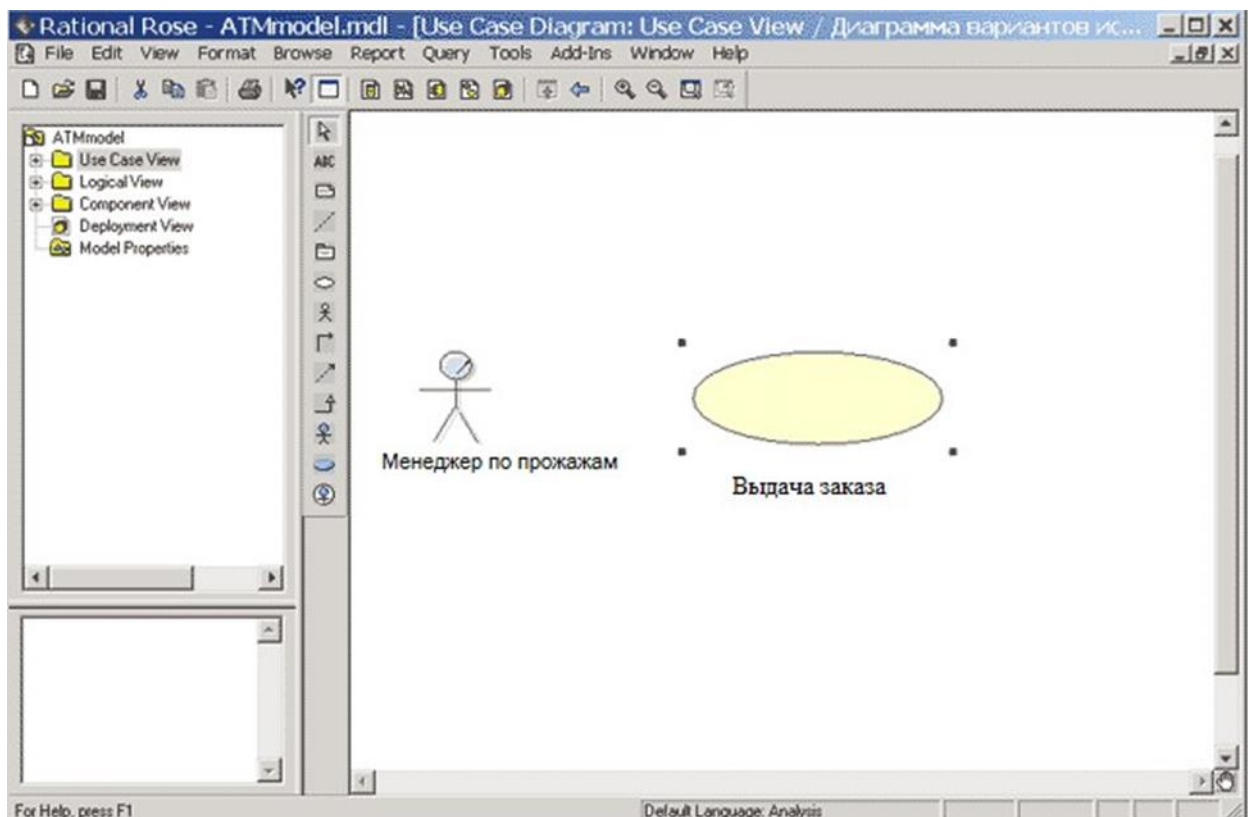 Rational Rose - ATMmodel.mdl - [Use Case Diagram: Use Case View / Диаграмма вариантов ис...
File Edit View Format Browse Report Query Tools Add-Ins Window Help
ATMmodel
Use Case View
Logical View
Component View
Deployment View
Model Properties
ABC
Менеджер по прожажам
Выдача заказа
For Help, press F1
Default Language: Analysis